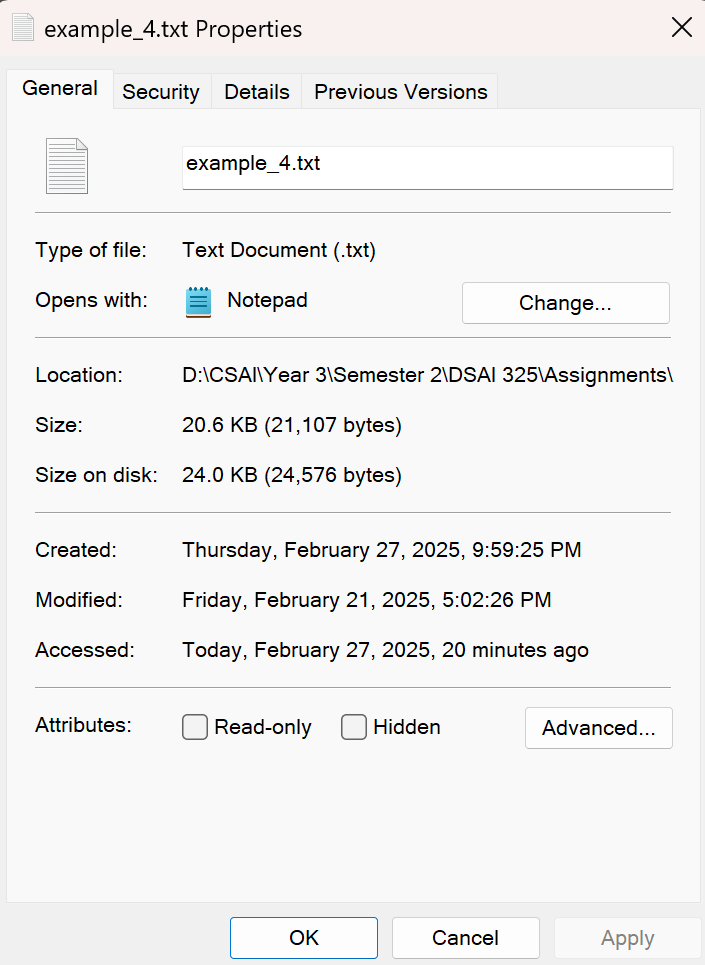 example_4.txt Properties
General Security Details Previous Versions
example_4.txt
Type of file: Text Document (.txt)
Opens with: Notepad Change...
Location: D:\CSAI\Year 3\Semester 2\DSAI 325\Assignments\
Size: 20.6 KB (21,107 bytes)
Size on disk: 24.0 KB (24,576 bytes)
Created: Thursday, February 27, 2025, 9:59:25 PM
Modified: Friday, February 21, 2025, 5:02:26 PM
Accessed: Today, February 27, 2025, 20 minutes ago
Attributes: Read-only Hidden Advanced...
OK Cancel Apply